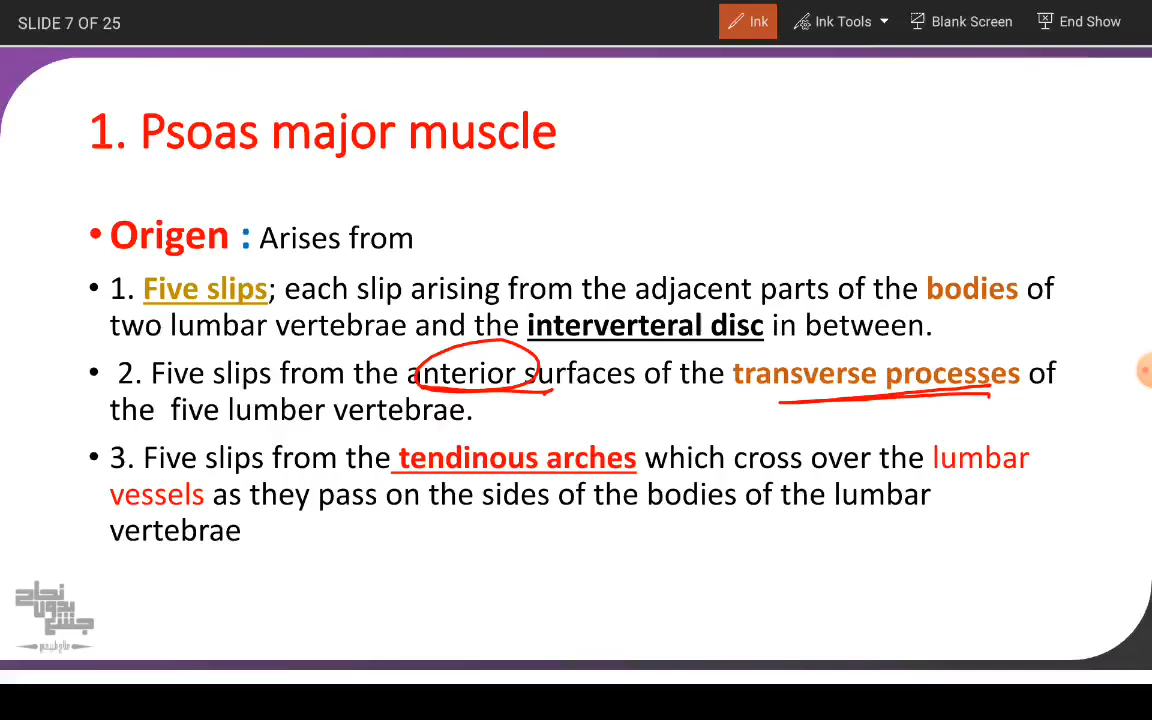 SLIDE 7 OF 25
Ink
Ink Tools
Blank Screen
End Show
1. Psoas major muscle
• Origen : Arises from
• 1. Five slips; each slip arising from the adjacent parts of the bodies of
two lumbar vertebrae and the interverteral disc in between.
• 2. Five slips from the anterior surfaces of the transverse processes of
the five lumber vertebrae.
• 3. Five slips from the tendinous arches which cross over the lumbar
vessels as they pass on the sides of the bodies of the lumbar
vertebrae
نجاح
بدون